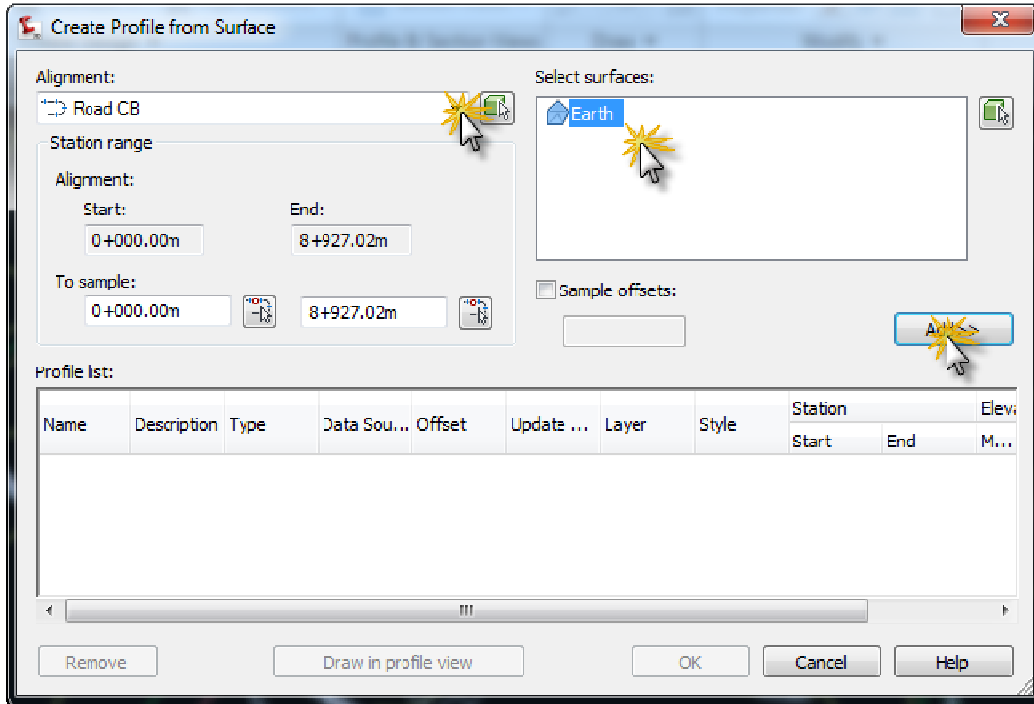 Create Profile from Surface
Alignment:
Road CB
Select surfaces:
Earth
Station range
Alignment:
Start:
End:
0+000.00m
8+927.02m
To sample:
0+000.00m
8+927.02m
Sample offsets:
Profile list:
Name
Description
Type
Data Sou...
Offset
Update ...
Layer
Style
Station
Start
End
Eleva
M...
Remove
Draw in profile view
OK
Cancel
Help